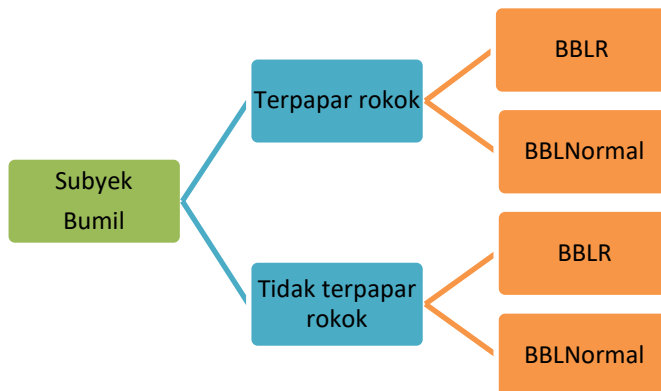 Subyek
Bumil
Terpapar rokok
Tidak terpapar
rokok
BBLR
BBLNormal
BBLR
BBLNormal